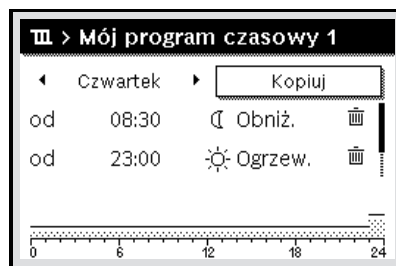 > Mój program czasowy 1
Czwartek Kopiuj
od 08:30 Obniż.
od 23:00 Ogrzew.
0 6 12 18 24